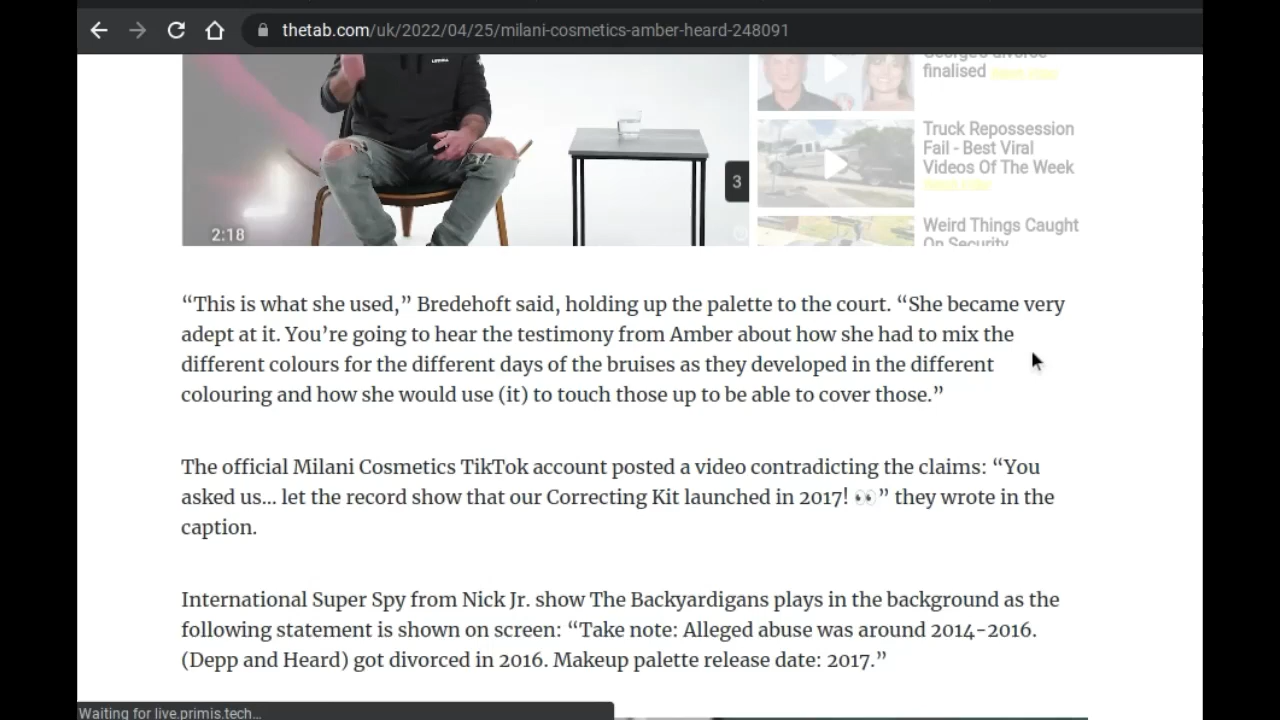 thetab.com/uk/2022/04/25/milani-cosmetics-amber-heard-248091
finalised
Truck Repossession
Fail - Best Viral
Videos Of The Week
3
Weird Things Caught
On Security
2:18
“This is what she used,” Bredehoft said, holding up the palette to the court. “She became very
adept at it. You’re going to hear the testimony from Amber about how she had to mix the
different colours for the different days of the bruises as they developed in the different
colouring and how she would use (it) to touch those up to be able to cover those.”
The official Milani Cosmetics TikTok account posted a video contradicting the claims: “You
asked us... let the record show that our Correcting Kit launched in 2017! 👀” they wrote in the
caption.
International Super Spy from Nick Jr. show The Backyardigans plays in the background as the
following statement is shown on screen: “Take note: Alleged abuse was around 2014-2016.
(Depp and Heard) got divorced in 2016. Makeup palette release date: 2017.”
Waiting for live.primis.tech...